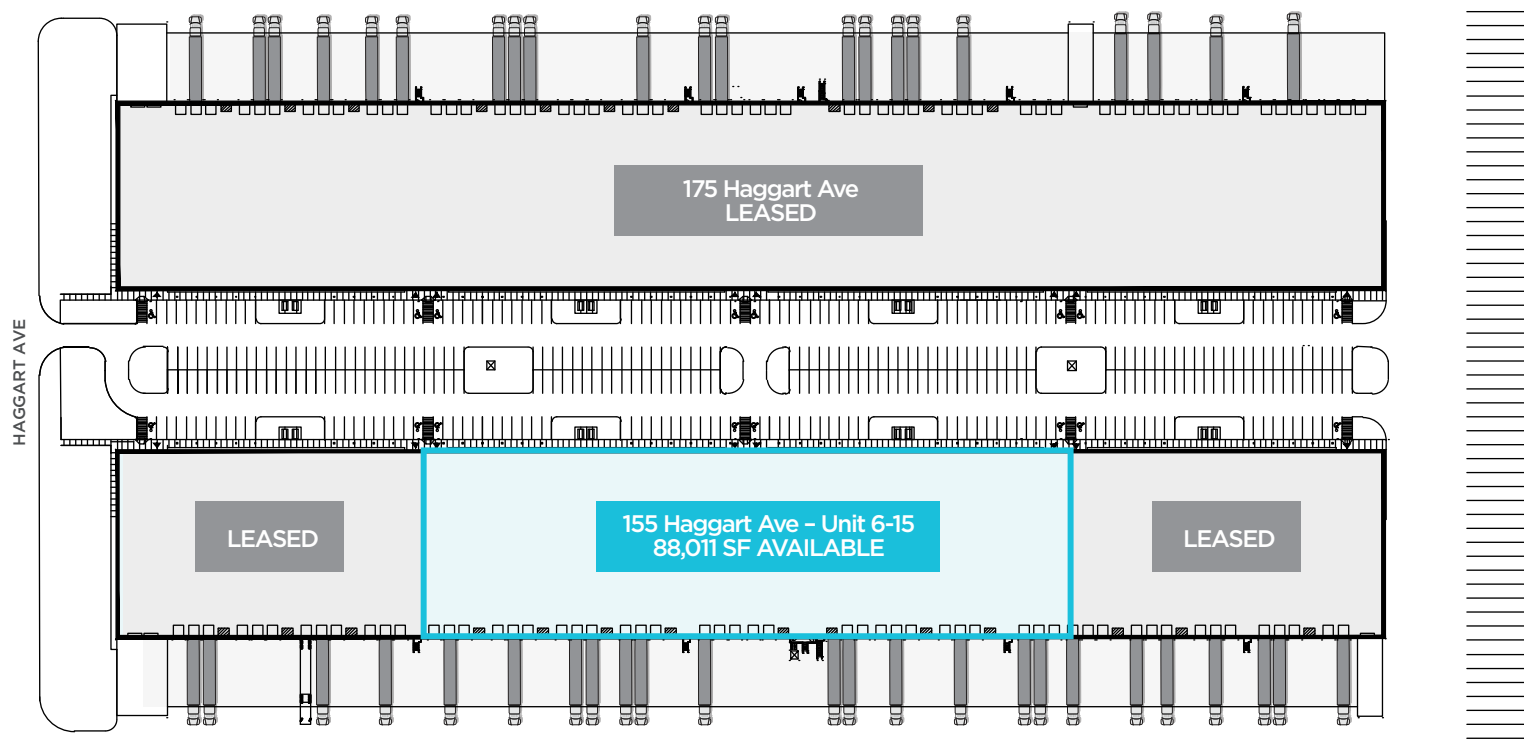 175 Haggart Ave
LEASED
HAGGART AVE
LEASED
155 Haggart Ave – Unit 6-15
88,011 SF AVAILABLE
LEASED